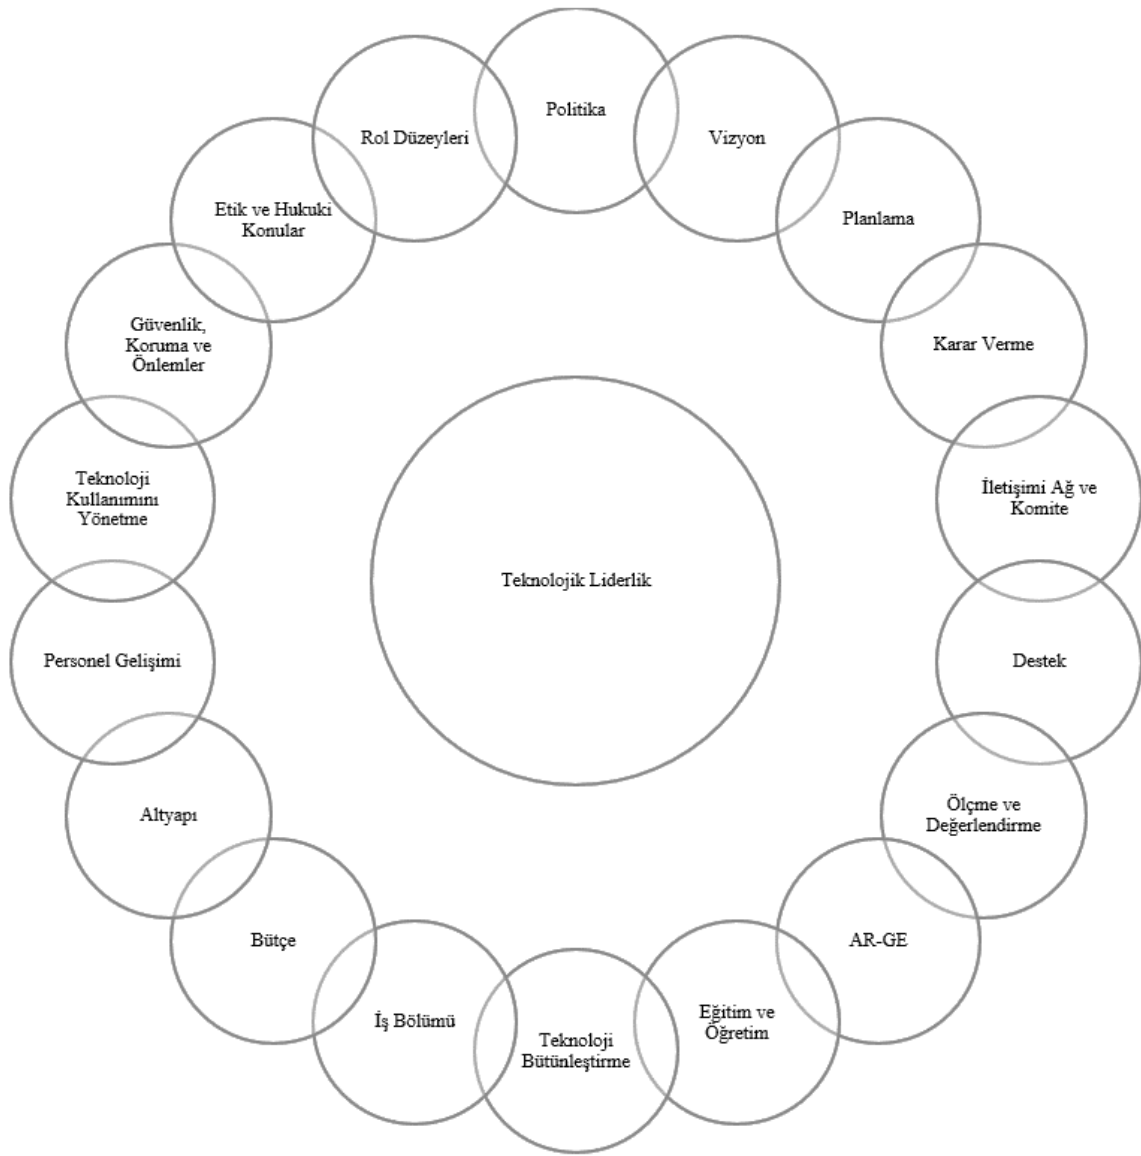 Politika
Vizyon
Planlama
Karar Verme
İletişimi Ağ ve
Komite
Destek
Ölçme ve
Değerlendirme
AR-GE
Eğitim ve
Öğretim
Teknoloji
Bütünleştirme
İş Bölümü
Bütçe
Altyapı
Personel Gelişimi
Teknoloji
Kullanımını
Yönetme
Güvenlik,
Koruma ve
Önlemler
Etik ve Hukuki
Konular
Rol Düzeyleri
Teknolojik Liderlik